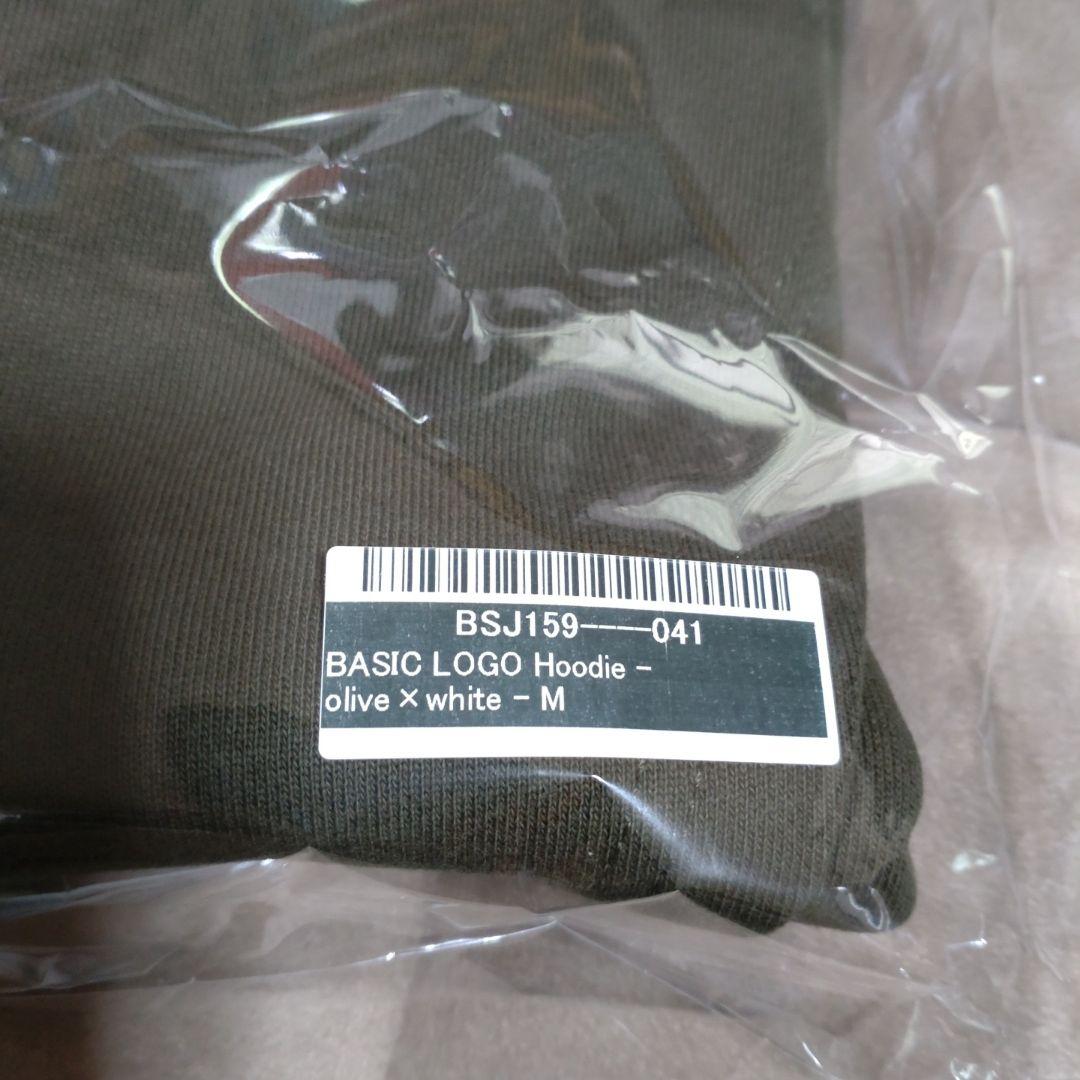 BSJ159----041
BASIC LOGO Hoodie -
olive×white - M